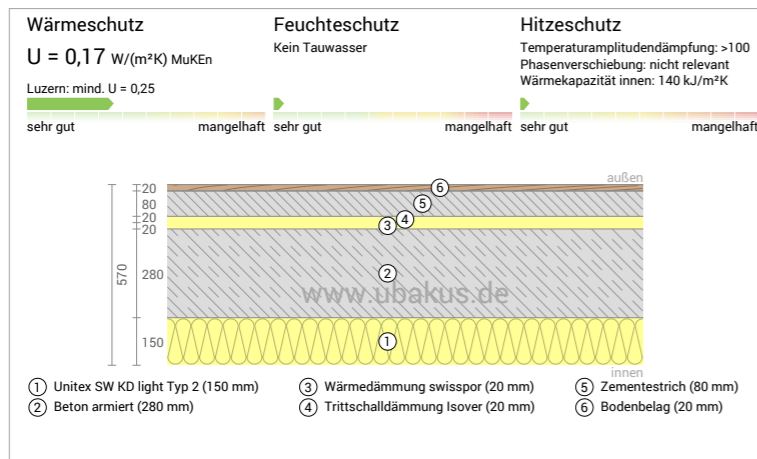 Wärmeschutz
U = 0,17 W/(m²K) MuKEn
Luzern: mind. U = 0,25
sehr gut mangelhaft
Feuchteschutz
Kein Tauwasser
sehr gut mangelhaft
Hitzeschutz
Temperaturamplitudendämpfung: >100
Phasenverschiebung: nicht relevant
Wärmekapazität innen: 140 kJ/m²K
sehr gut mangelhaft
außen
20
80
20
20
570
280
150
6
5
4
3
2
1
www.ubakus.de
innen
1 Unitex SW KD light Typ 2 (150 mm)
2 Beton armiert (280 mm)
3 Wärmedämmung swisspor (20 mm)
4 Trittschalldämmung Isover (20 mm)
5 Zementestrich (80 mm)
6 Bodenbelag (20 mm)